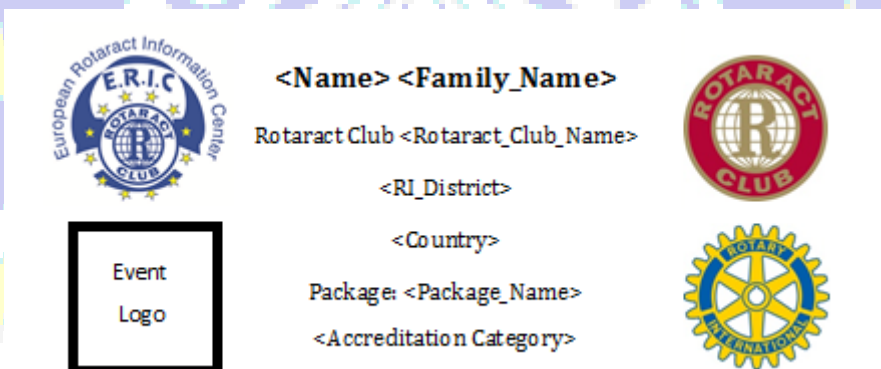 European Rotaract Information Center
E.R.I.C
ROTARACT
R
CLUB
<Name> <Family_Name>
Rotaract Club <Rotaract_Club_Name>
<RI_District>
<Country>
Package: <Package_Name>
<Accreditation Category>
ROTARACT
R
CLUB
Event
Logo
ROTARY
INTERNATIONAL